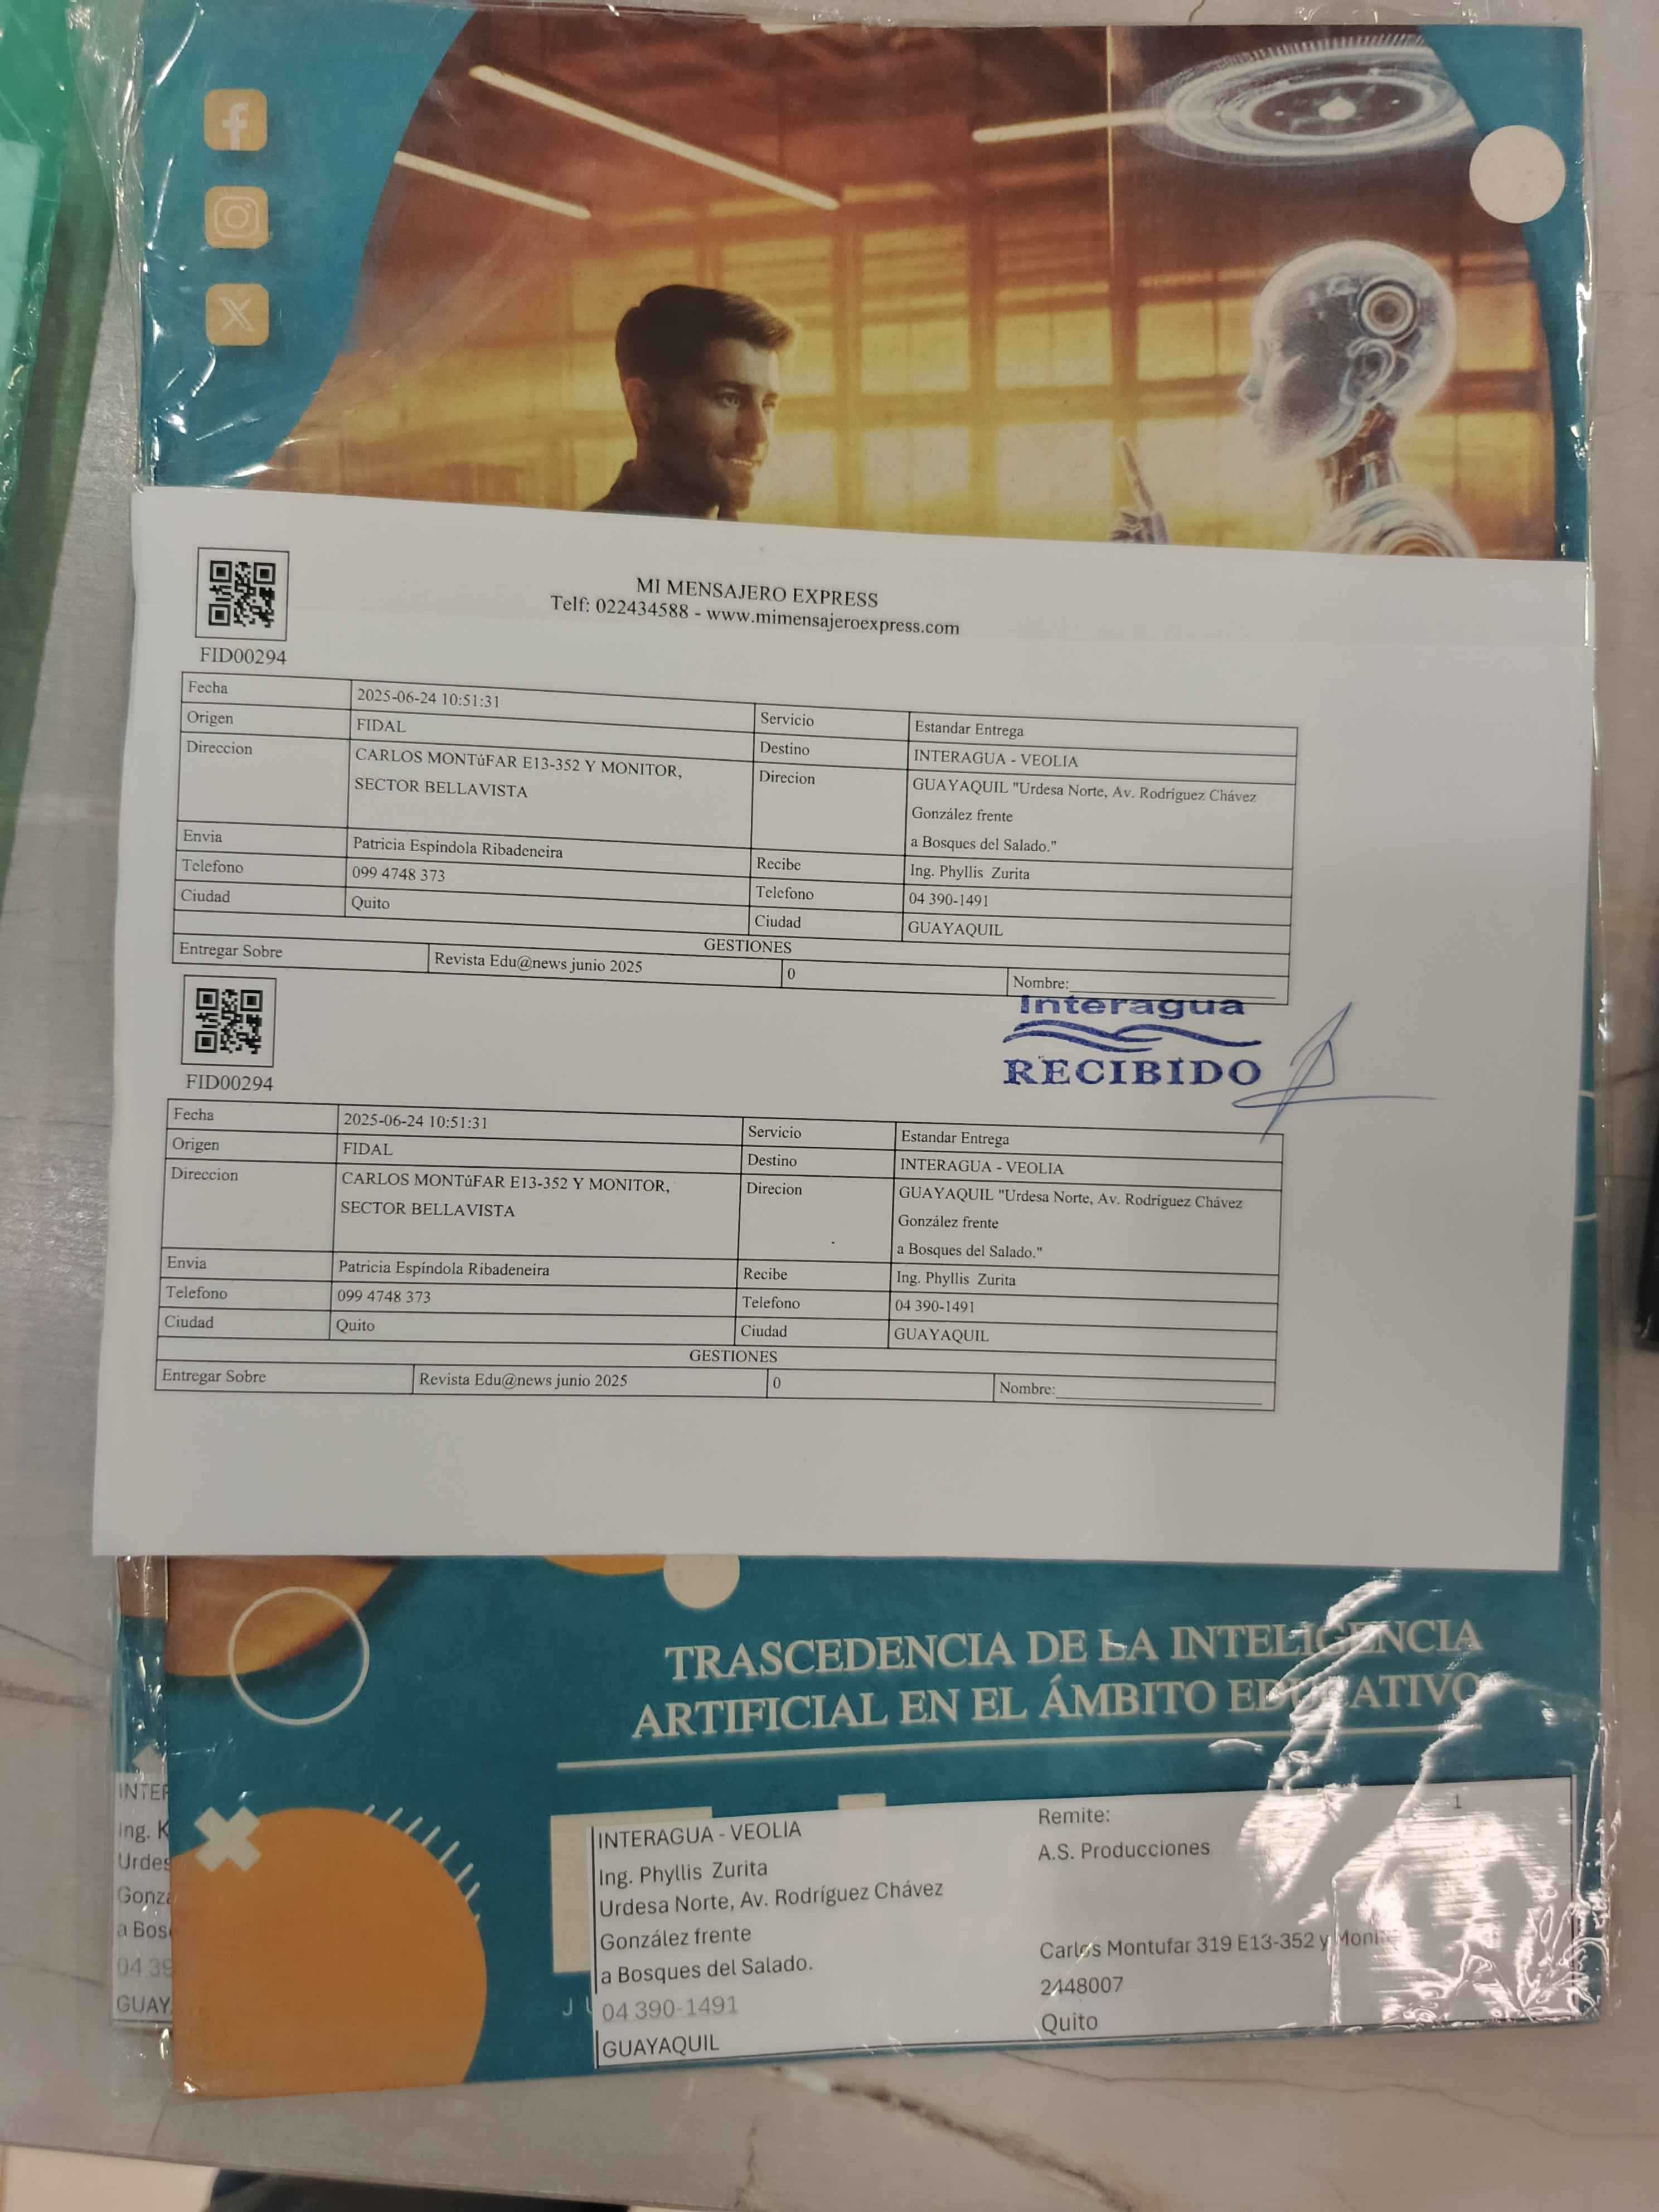 MI MENSAJERO EXPRESS
Telf: 022434588 - www.mimensajeroexpress.com
FID00294
Fecha 2025-06-24 10:51:31 Servicio Estandar Entrega
Origen FIDAL Destino INTERAGUA - VEOLIA
Direccion CARLOS MONTúFAR E13-352 Y MONITOR, Direcion GUAYAQUIL "Urdesa Norte, Av. Rodríguez Chávez
SECTOR BELLAVISTA González frente
a Bosques del Salado."
Envia Patricia Espíndola Ribadeneira Recibe Ing. Phyllis Zurita
Telefono 099 4748 373 Telefono 04 390-1491
Ciudad Quito Ciudad GUAYAQUIL
GESTIONES
Entregar Sobre Revista Edu@news junio 2025 0 Nombre:
Interagua
RECIBIDO
FID00294
Fecha 2025-06-24 10:51:31 Servicio Estandar Entrega
Origen FIDAL Destino INTERAGUA - VEOLIA
Direccion CARLOS MONTúFAR E13-352 Y MONITOR, Direcion GUAYAQUIL "Urdesa Norte, Av. Rodríguez Chávez
SECTOR BELLAVISTA González frente
a Bosques del Salado."
Envia Patricia Espíndola Ribadeneira Recibe Ing. Phyllis Zurita
Telefono 099 4748 373 Telefono 04 390-1491
Ciudad Quito Ciudad GUAYAQUIL
GESTIONES
Entregar Sobre Revista Edu@news junio 2025 0 Nombre:
TRASCEDENCIA DE LA INTELIGENCIA
ARTIFICIAL EN EL ÁMBITO EDUCATIVO
INTERAGUA - VEOLIA
Ing. Phyllis Zurita
Urdesa Norte, Av. Rodríguez Chávez
González frente
a Bosques del Salado.
04 390-1491
GUAYAQUIL
Remite: 1
A.S. Producciones
Carlos Montufar 319 E13-352 y
2448007
Quito
INTER
Ing. K
Urdes
Gonz
a Bos
04 39
GUAY